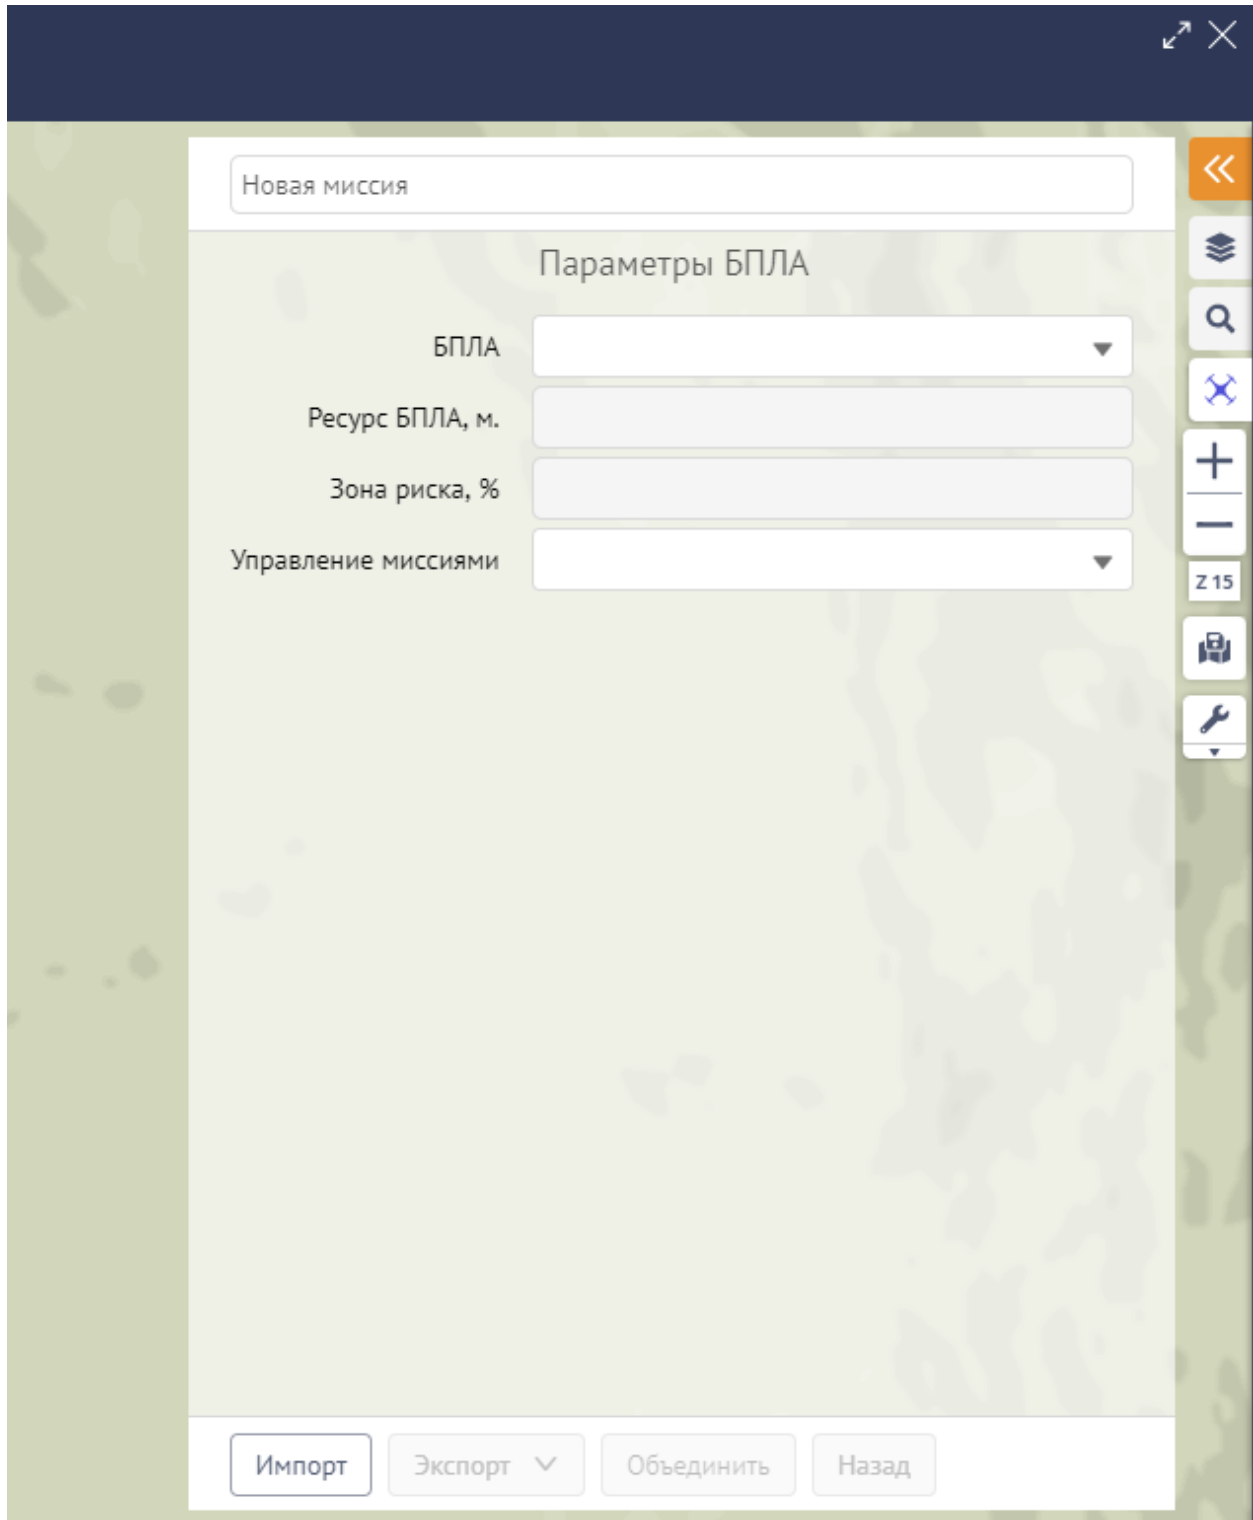 Новая миссия
Параметры БПЛА
БПЛА
Ресурс БПЛА, м.
Зона риска, %
Управление миссиями
Z 15
Импорт Экспорт Объединить Назад